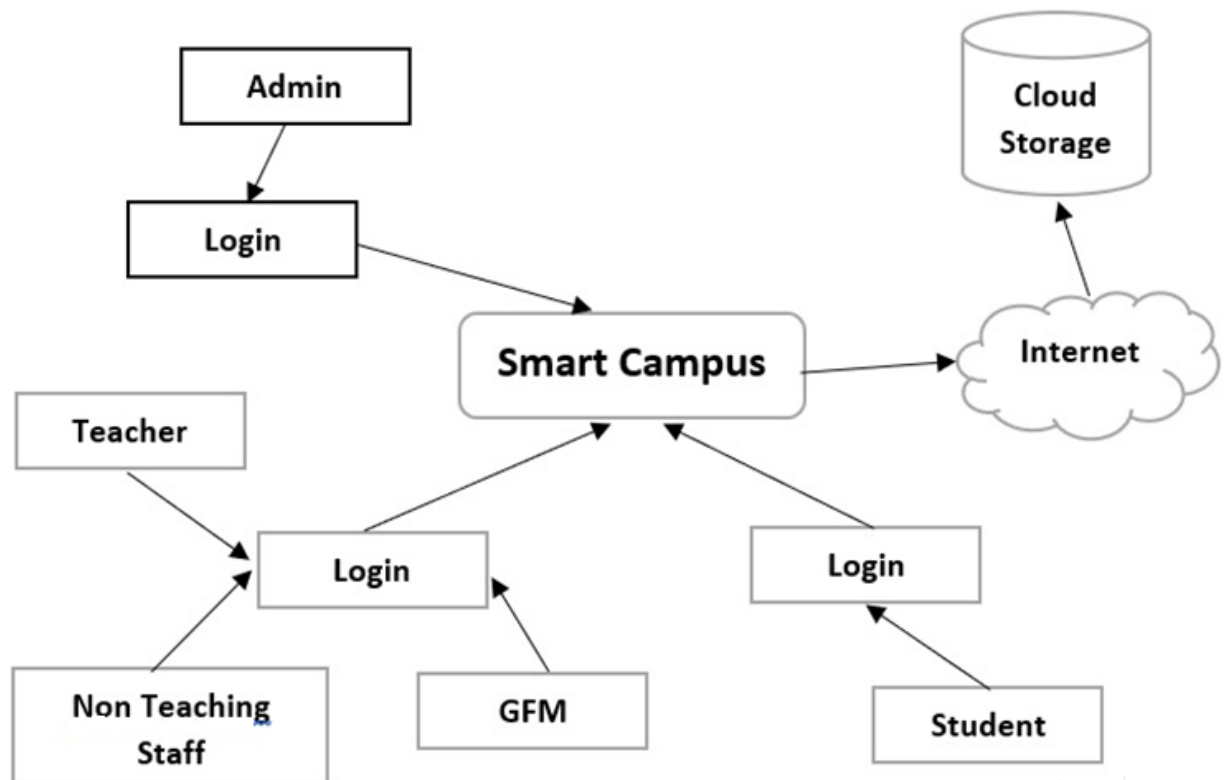 Admin
Cloud
Storage
Login
Smart Campus
Internet
Teacher
Login
Login
Non Teaching
Staff
GFM
Student